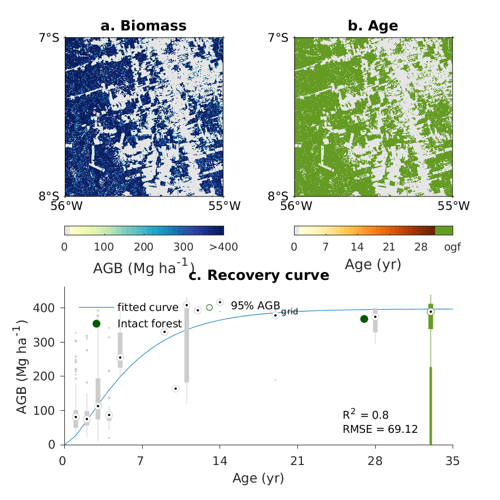 a. Biomass
b. Age
7°S
7°S
8°S
8°S
56°W
55°W
56°W
55°W
0 100 200 300 >400
AGB (Mg ha⁻¹)
0 7 14 21 28 ogf
Age (yr)
c. Recovery curve
fitted curve
95% AGB_grid
Intact forest
400
300
200
100
0
AGB (Mg ha⁻¹)
R² = 0.8
RMSE = 69.12
0 7 14 21 28 35
Age (yr)